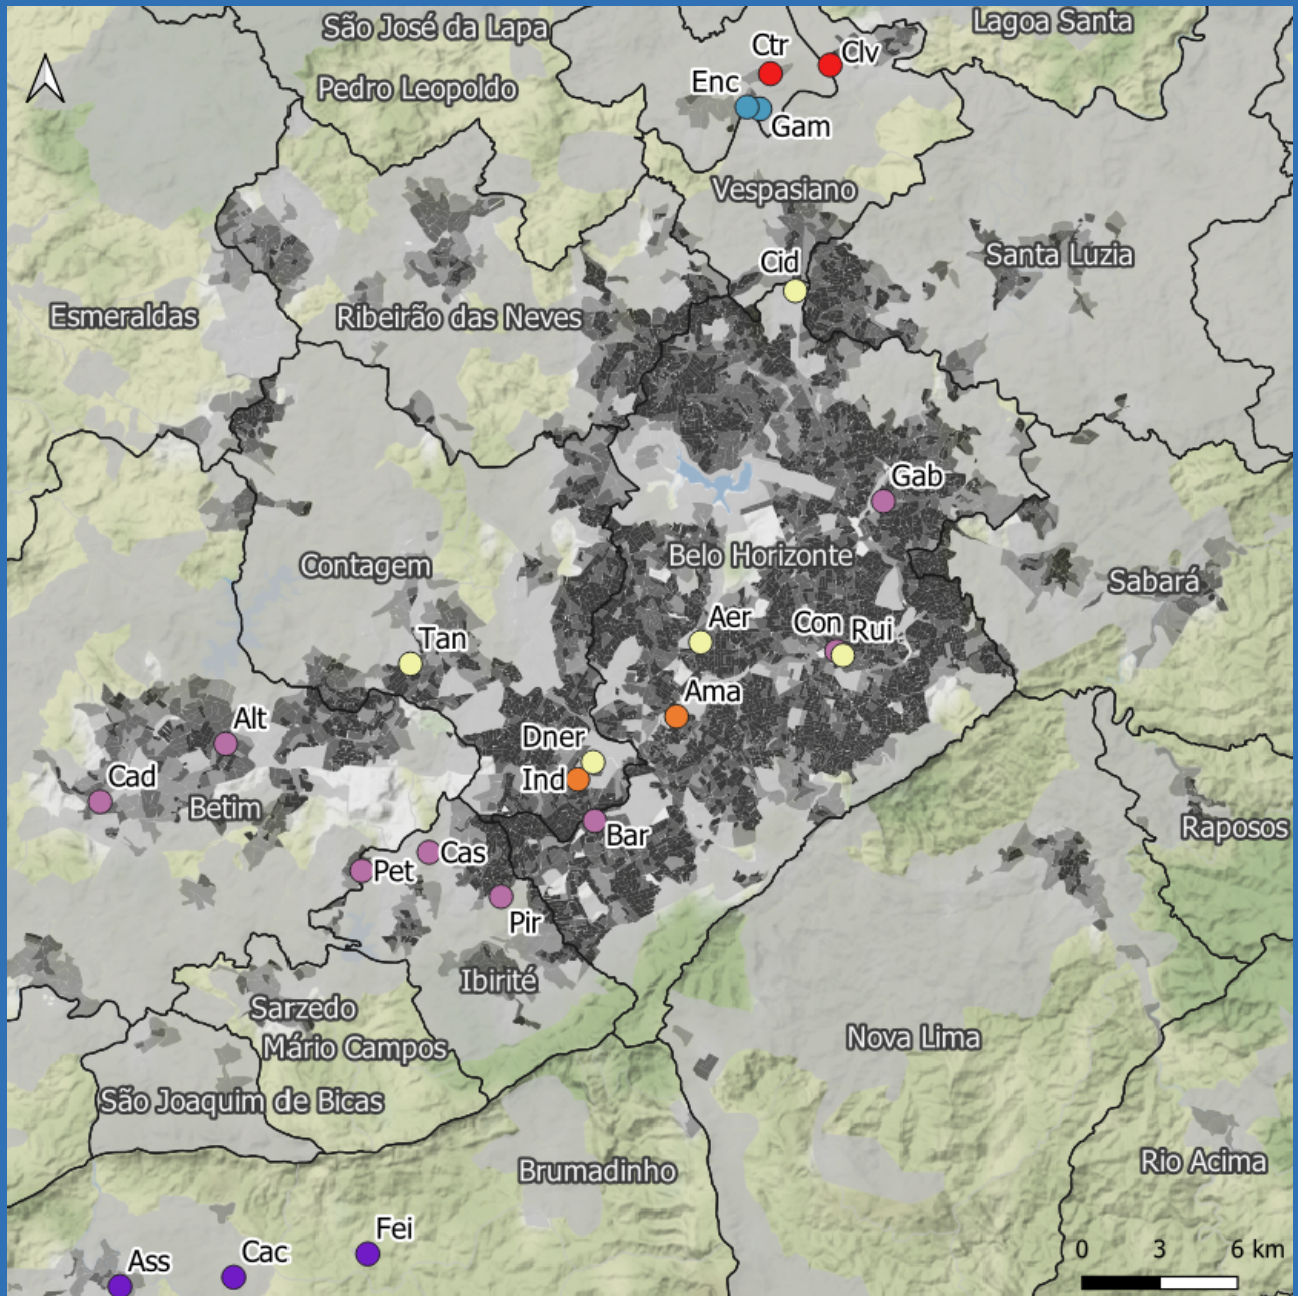 São José da Lapa
Lagoa Santa
Ctr
Clv
Pedro Leopoldo
Enc
Gam
Vespasiano
Santa Luzia
Cid
Esmeraldas
Ribeirão das Neves
Gab
Belo Horizonte
Contagem
Sabará
Aer
Con
Rui
Tan
Ama
Alt
Dner
Cad
Ind
Betim
Raposos
Bar
Cas
Pet
Pir
Ibirité
Sarzedo
Nova Lima
Mário Campos
São Joaquim de Bicas
Rio Acima
Brumadinho
Fei
Cac
Ass
0 3 6 km